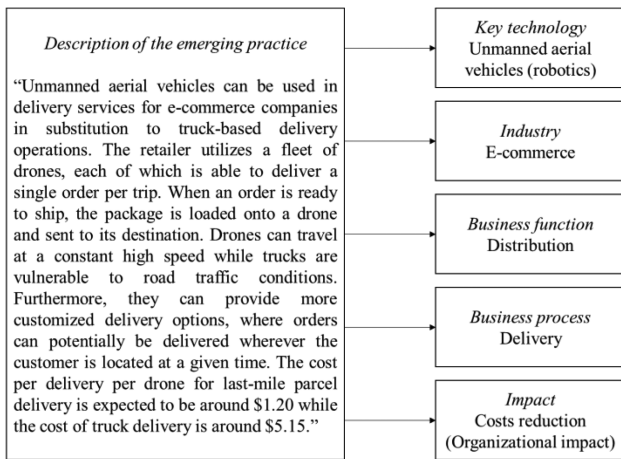 Description of the emerging practice
“Unmanned aerial vehicles can be used in
delivery services for e-commerce companies
in substitution to truck-based delivery
operations. The retailer utilizes a fleet of
drones, each of which is able to deliver a
single order per trip. When an order is ready
to ship, the package is loaded onto a drone
and sent to its destination. Drones can travel
at a constant high speed while trucks are
vulnerable to road traffic conditions.
Furthermore, they can provide more
customized delivery options, where orders
can potentially be delivered wherever the
customer is located at a given time. The cost
per delivery per drone for last-mile parcel
delivery is expected to be around $1.20 while
the cost of truck delivery is around $5.15.”
Key technology
Unmanned aerial
vehicles (robotics)
Industry
E-commerce
Business function
Distribution
Business process
Delivery
Impact
Costs reduction
(Organizational impact)